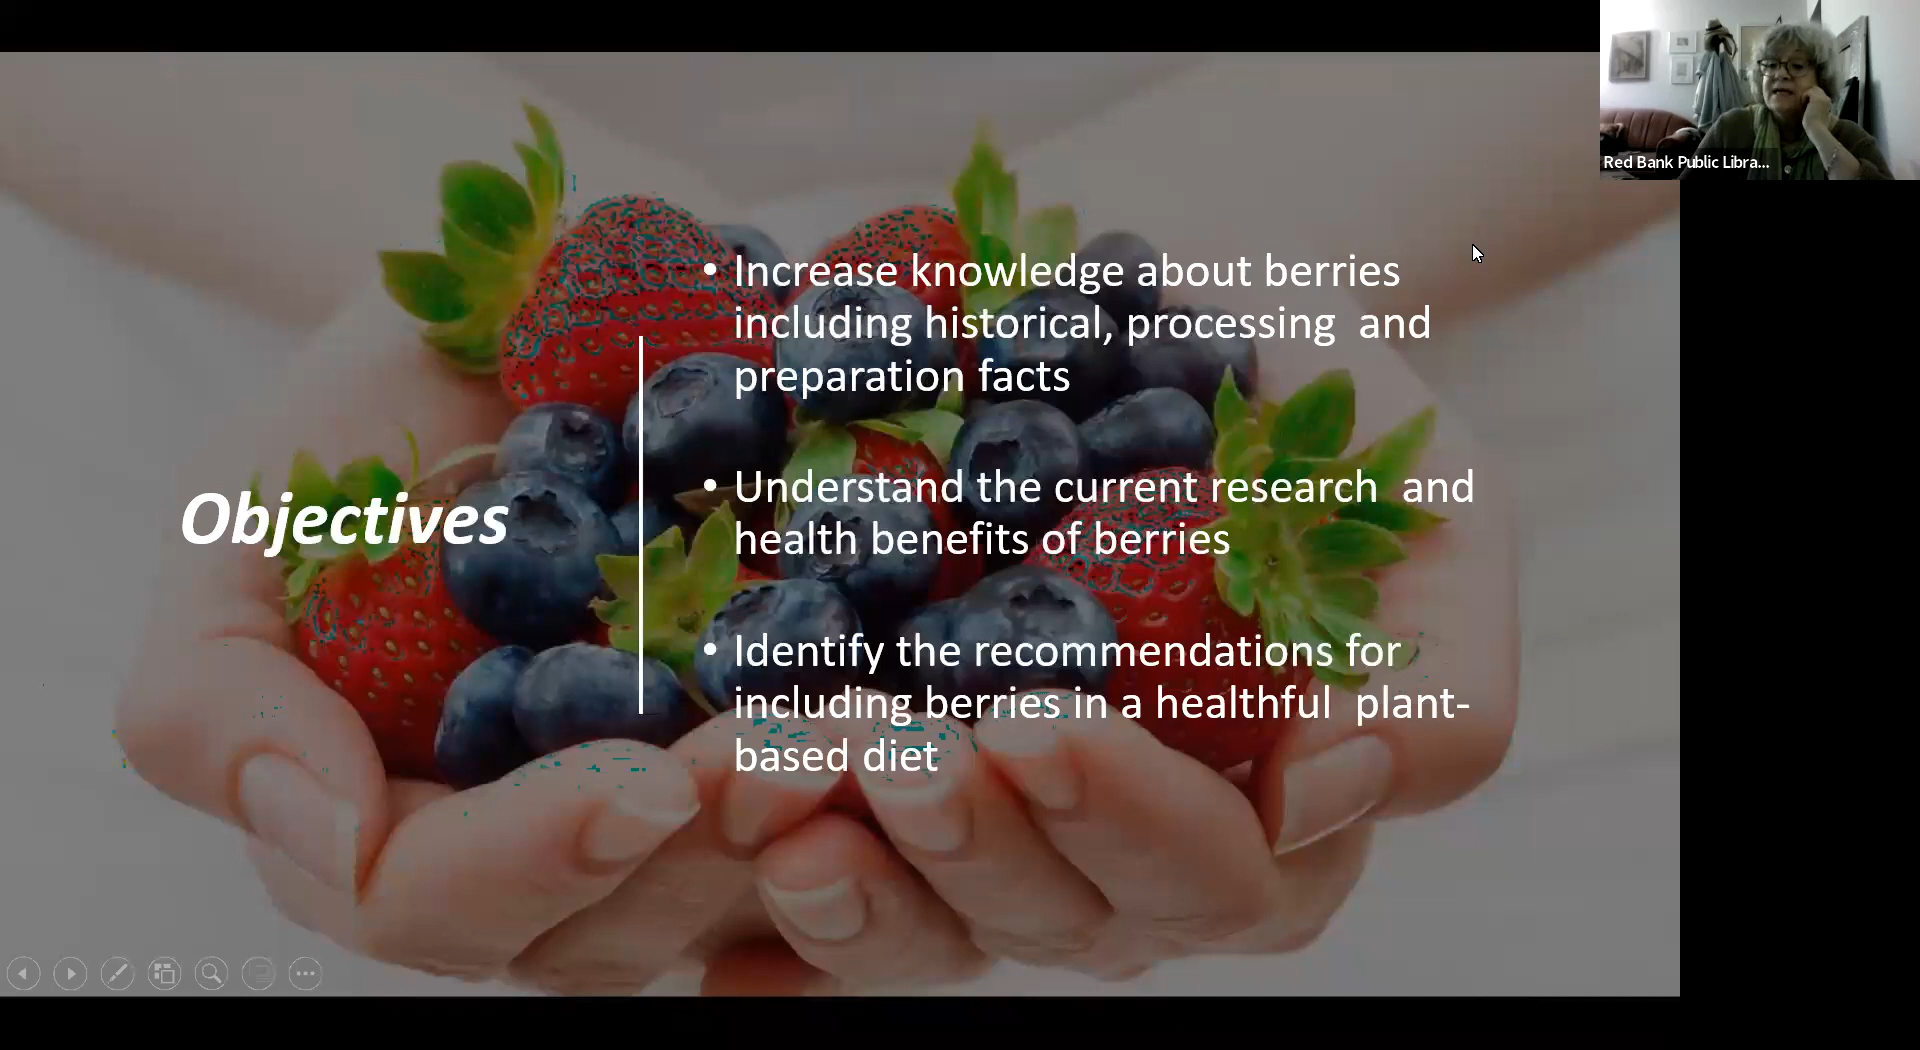 Red Bank Public Libra...
• Increase knowledge about berries
including historical, processing and
preparation facts
Objectives
• Understand the current research and
health benefits of berries
• Identify the recommendations for
including berries in a healthful plant-
based diet